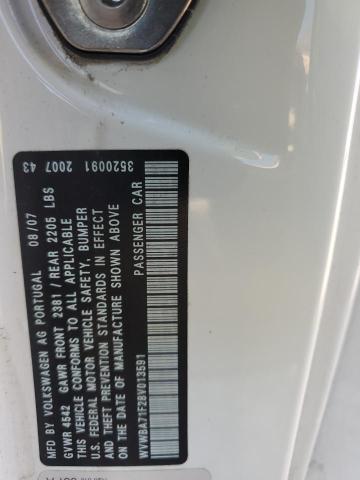 3520091 2007 43
MFD BY VOLKSWAGEN AG PORTUGAL 08/07
GVWR 4542 GAWR FRONT 2381 / REAR 2205 LBS
THIS VEHICLE CONFORMS TO ALL APPLICABLE
U.S. FEDERAL MOTOR VEHICLE SAFETY, BUMPER
AND THEFT PREVENTION STANDARDS IN EFFECT
ON THE DATE OF MANUFACTURE SHOWN ABOVE
WVWBA71F28V013591 PASSENGER CAR